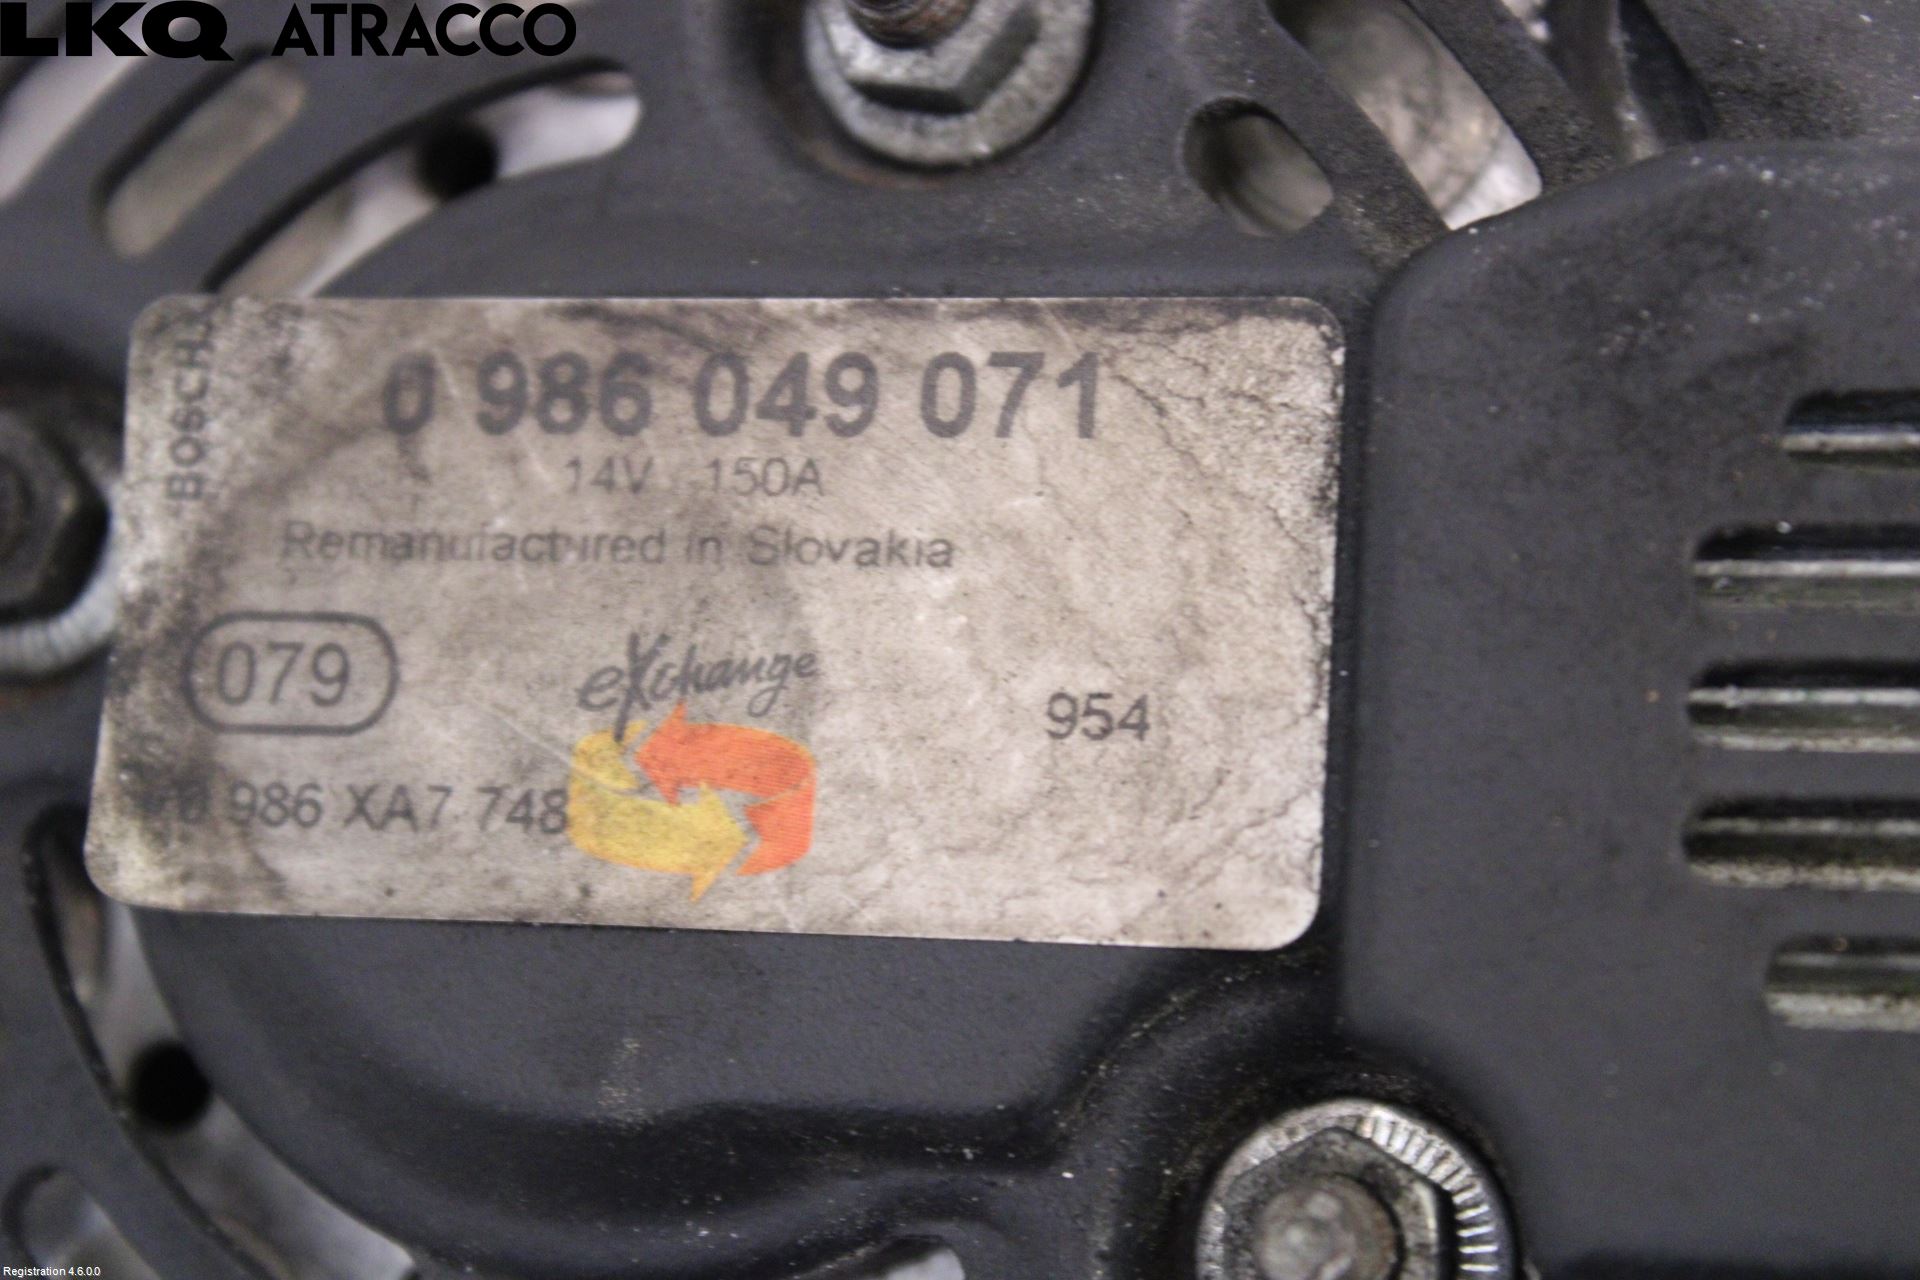 LKQ ATRACCO
BOSCH
0 986 049 071
14V 150A
Remanufactured in Slovakia
079
eXchange
954
0 986 XA7 748
Registration 4.6.0.0